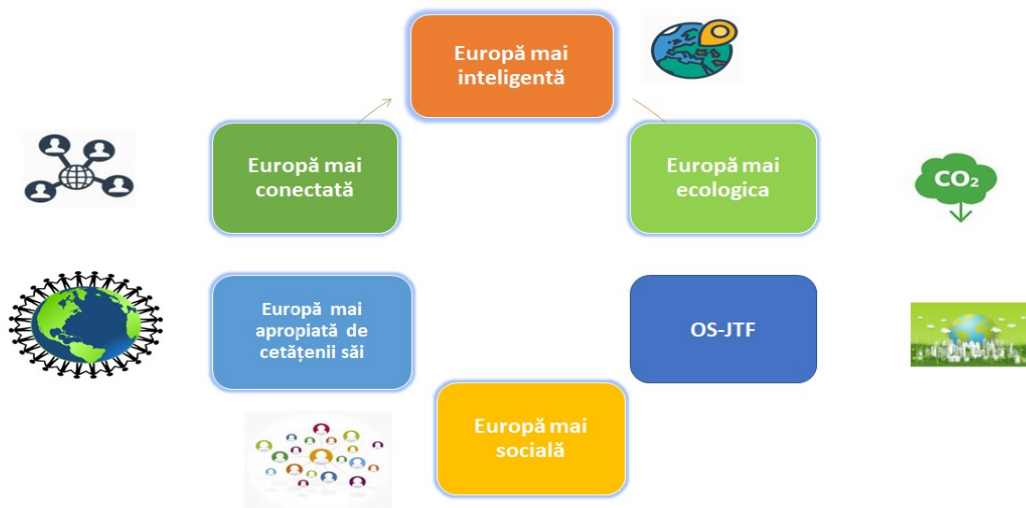 Europă mai
inteligentă
Europă mai
conectată
Europă mai
ecologica
CO₂
Europă mai
apropiată de
cetățenii săi
OS-JTF
Europă mai
socială